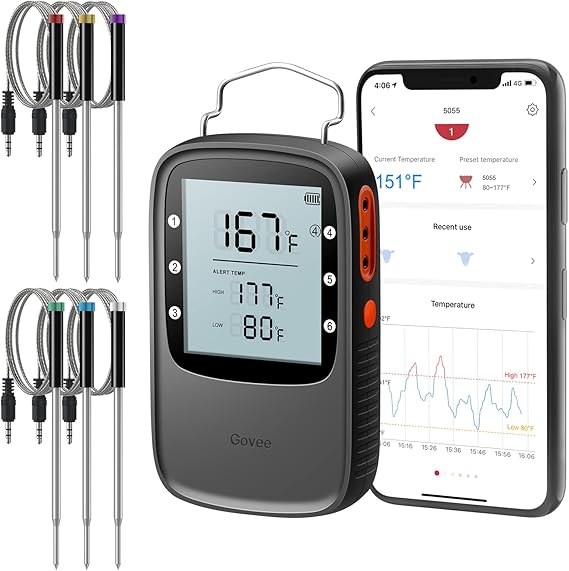 1
2
3
167°F
④
4
5
6
ALERT TEMP
HIGH 177°F
LOW 80°F
Govee
4:06
4G
5055
1
Current Temperature
Preset temperature
151°F
5055
80~177°F
Recent use
Temperature
High 177°F
Low 80°F
15:16 15:26 15:36 15:46 15:56 16:06